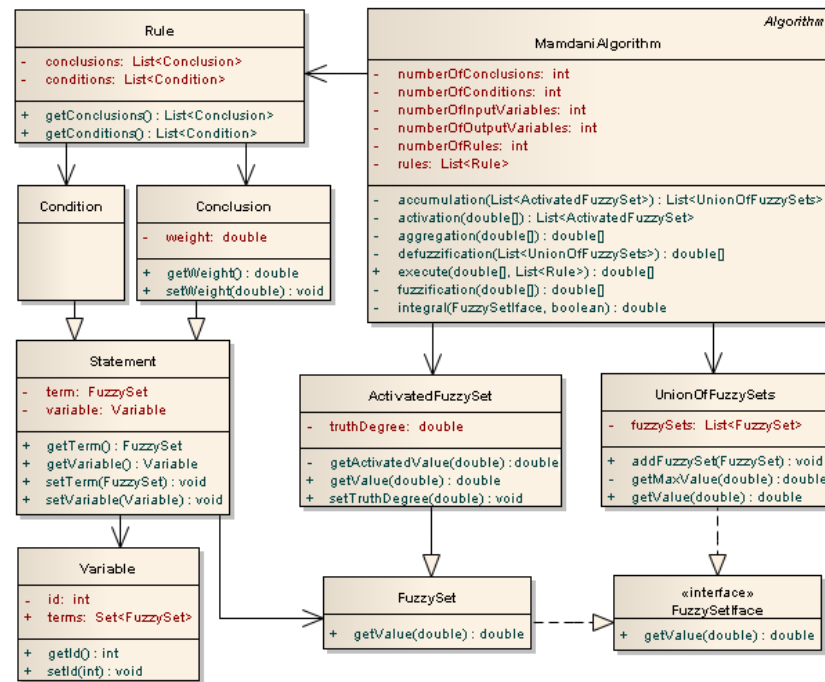 Rule
- conclusions: List<Conclusion>
- conditions: List<Condition>
+ getConclusions() : List<Conclusion>
+ getConditions() : List<Condition>
Algorithm
MamdaniAlgorithm
- numberOfConclusions: int
- numberOfConditions: int
- numberOfInputVariables: int
- numberOfOutputVariables: int
- numberOfRules: int
- rules: List<Rule>
- accumulation(List<ActivatedFuzzySet>) : List<UnionOfFuzzySets>
- activation(double[]) : List<ActivatedFuzzySet>
- aggregation(double[]) : double[]
- defuzzification(List<UnionOfFuzzySets>) : double[]
+ execute(double[], List<Rule>) : double[]
- fuzzification(double[]) : double[]
- integral(FuzzySetIface, boolean) : double
Condition
Conclusion
- weight: double
+ getWeight() : double
+ setWeight(double) : void
Statement
- term: FuzzySet
- variable: Variable
+ getTerm() : FuzzySet
+ getVariable() : Variable
+ setTerm(FuzzySet) : void
+ setVariable(Variable) : void
ActivatedFuzzySet
- truthDegree: double
- getActivatedValue(double) : double
+ getValue(double) : double
+ setTruthDegree(double) : void
UnionOfFuzzySets
- fuzzySets: List<FuzzySet>
+ addFuzzySet(FuzzySet) : void
- getMaxValue(double) : double
+ getValue(double) : double
Variable
- id: int
+ terms: Set<FuzzySet>
+ getId() : int
+ setId(int) : void
FuzzySet
+ getValue(double) : double
«interface»
FuzzySetIface
+ getValue(double) : double